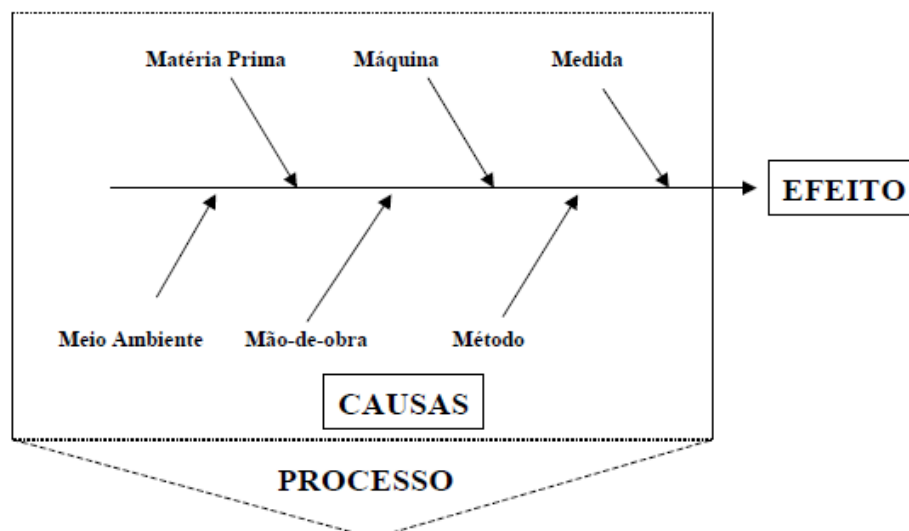 Matéria Prima
Máquina
Medida
EFEITO
Meio Ambiente
Mão-de-obra
Método
CAUSAS
PROCESSO